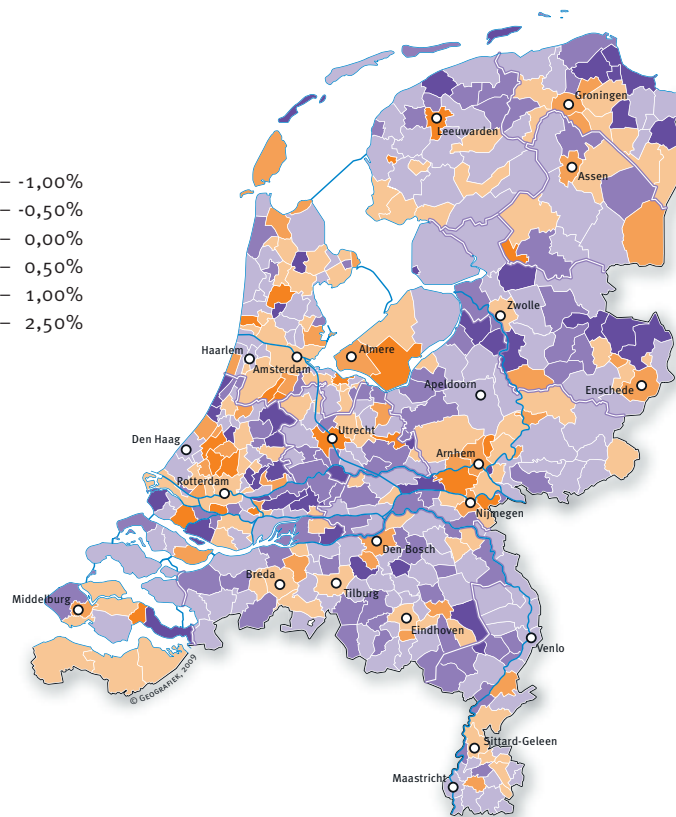 Groningen
Leeuwarden
Assen
– -1,00%
– -0,50%
– 0,00%
– 0,50%
– 1,00%
– 2,50%
Zwolle
Haarlem
Almere
Amsterdam
Apeldoorn
Enschede
Den Haag
Utrecht
Arnhem
Rotterdam
Nijmegen
Den Bosch
Breda
Tilburg
Middelburg
Eindhoven
Venlo
© Geografiek, 2009
Sittard-Geleen
Maastricht